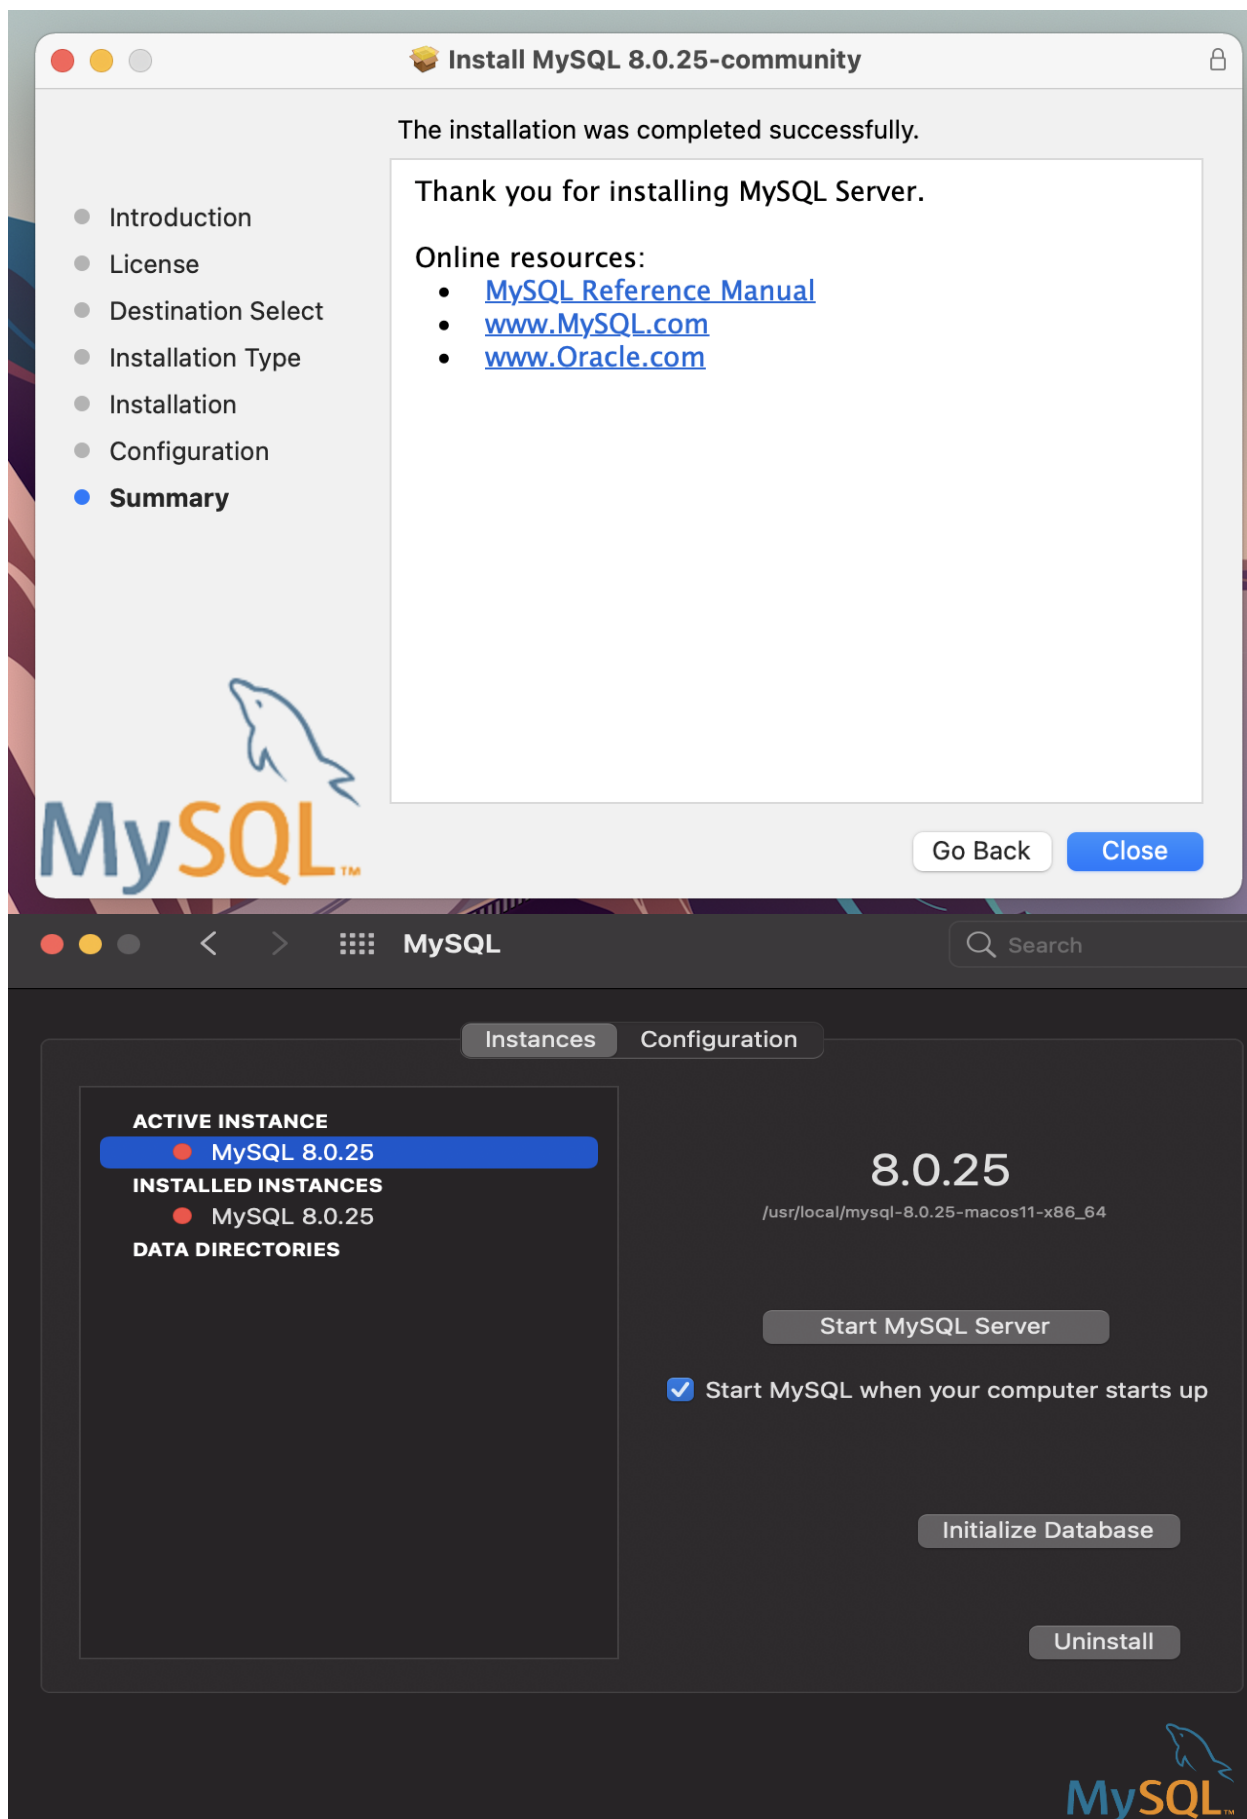 Install MySQL 8.0.25-community
The installation was completed successfully.
Introduction
License
Destination Select
Installation Type
Installation
Configuration
Summary
Thank you for installing MySQL Server.
Online resources:
MySQL Reference Manual
www.MySQL.com
www.Oracle.com
MySQL™
Go Back
Close
MySQL
Search
Instances
Configuration
ACTIVE INSTANCE
MySQL 8.0.25
INSTALLED INSTANCES
MySQL 8.0.25
DATA DIRECTORIES
8.0.25
/usr/local/mysql-8.0.25-macos11-x86_64
Start MySQL Server
Start MySQL when your computer starts up
Initialize Database
Uninstall
MySQL™